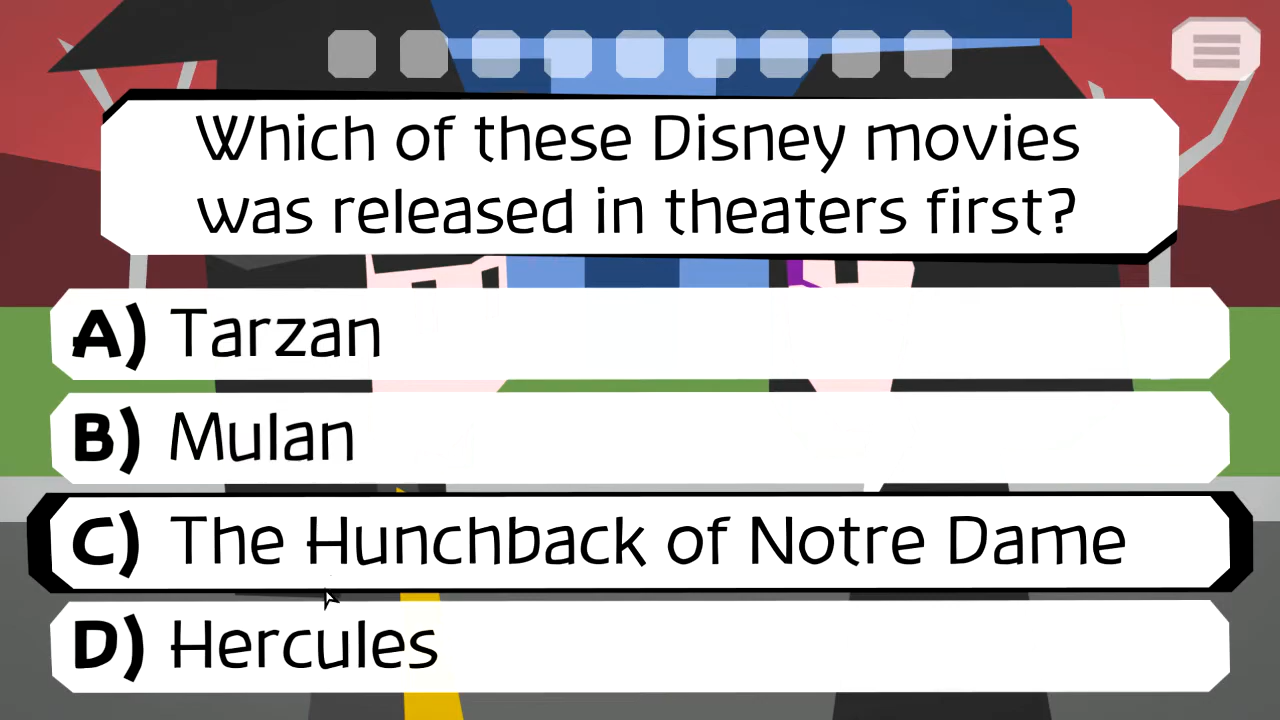 Which of these Disney movies
was released in theaters first?
A) Tarzan
B) Mulan
C) The Hunchback of Notre Dame
D) Hercules